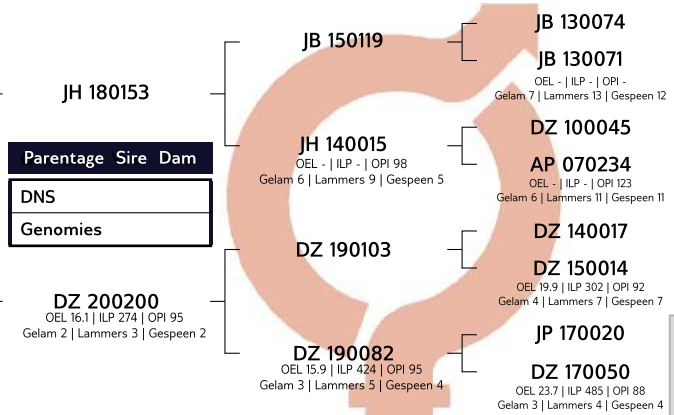 JH 180153
Parentage Sire Dam
DNS
Genomies
DZ 200200
OEL 16.1 | ILP 274 | OPI 95
Gelam 2 | Lammers 3 | Gespeen 2
JB 150119
JH 140015
OEL - | ILP - | OPI 98
Gelam 6 | Lammers 9 | Gespeen 5
DZ 190103
DZ 190082
OEL 15.9 | ILP 424 | OPI 95
Gelam 3 | Lammers 5 | Gespeen 4
JB 130074
JB 130071
OEL - | ILP - | OPI -
Gelam 7 | Lammers 13 | Gespeen 12
DZ 100045
AP 070234
OEL - | ILP - | OPI 123
Gelam 6 | Lammers 11 | Gespeen 11
DZ 140017
DZ 150014
OEL 19.9 | ILP 302 | OPI 92
Gelam 4 | Lammers 7 | Gespeen 7
JP 170020
DZ 170050
OEL 23.7 | ILP 485 | OPI 88
Gelam 3 | Lammers 4 | Gespeen 4